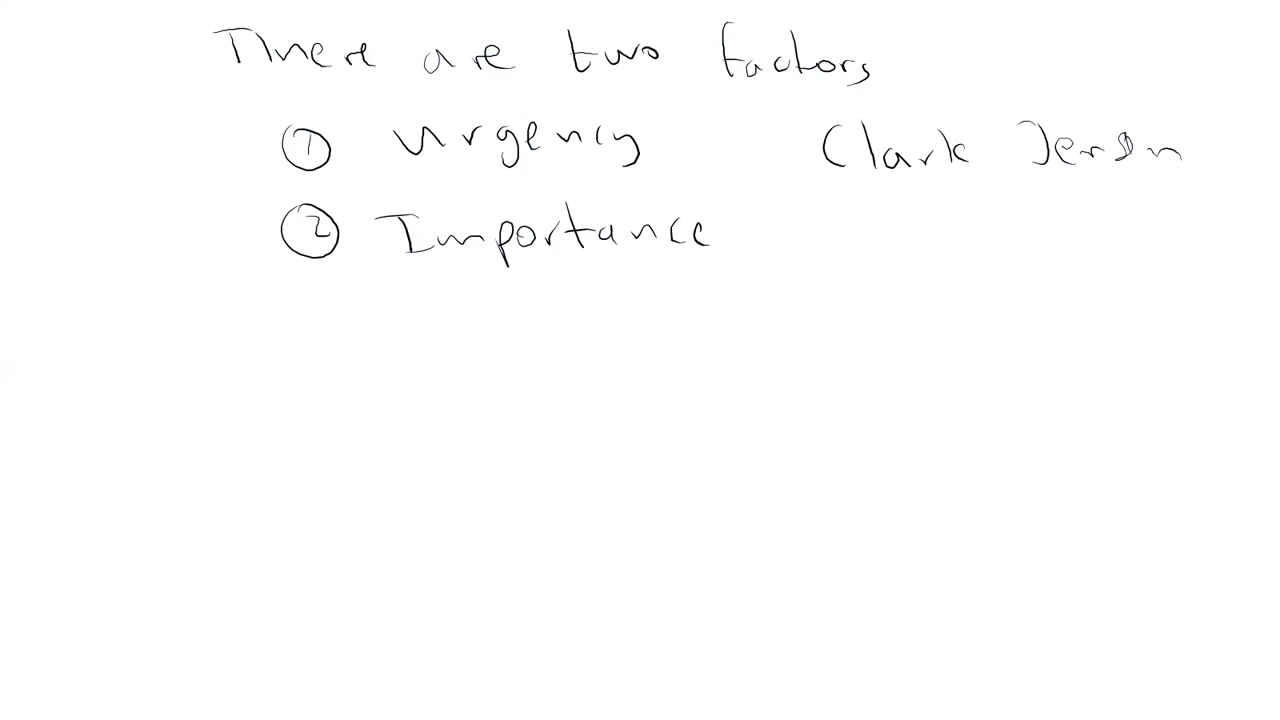 There are two factors
① urgency
② Importance
Clark